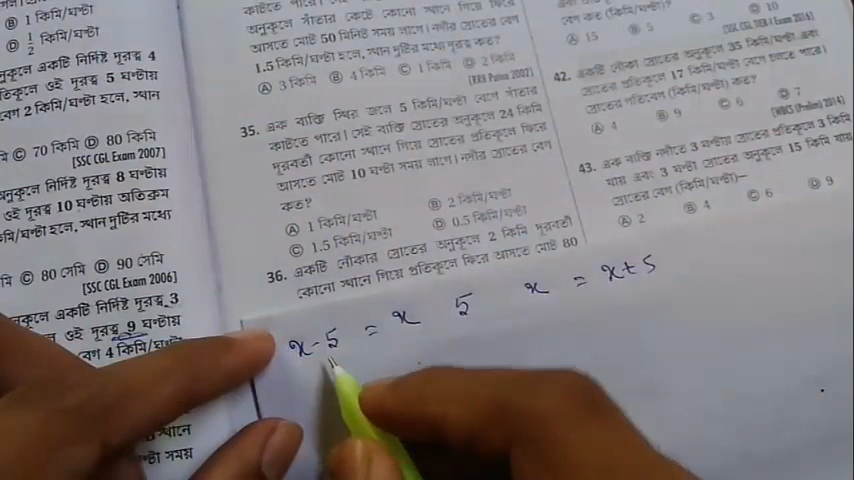 B 1 কিমি/ঘণ্টা
D 1/2 কিমি/ঘণ্টা
কূলে একটি নির্দিষ্ট দূরত্ব 4
তিকূলে ওই দূরত্ব 5 ঘণ্টায়
বেগ 2 কিমি/ঘণ্টা হলে, স্থান
C 70 কিমি D 80 কিমি
[SSC CGL Exam 2007]
অনুকূলে নির্দিষ্ট দূরত্ব 8 ঘণ্টায়
ওই দূরত্ব 10 ঘণ্টায় অতিক্রম
কিমি/ঘণ্টা হলে, স্থান দুটির মধ্যে
C 80 সেমি D 90 সেমি
[SSC CGL Exam 2006]
কূলে একটি নির্দিষ্ট দূরত্ব 3
ওই দূরত্ব 9 ঘণ্টায়
বেগ 4 কিমি/ঘণ্টা
স্থানে
ঘণ্টা সময়
কাটতে পারে।
অনুকূলে সাঁতার কেটে কোনো স্থানে গিয়ে ফিরে
আসতে মোট 50 মিনিট সময় লাগে। নদীর স্রোতের বেগ
1.5 কিমি/ঘণ্টা হলে, স্থান দুটির মধ্যে দূরত্ব কত?
A 3 কিমি B 4 কিমি C 1 কিমি D 2 কিমি
[RRB Patna 2002]
35. এক ব্যক্তি স্থির জলে 5 কিমি/ঘণ্টা বেগে সাঁতার
কাটতে পারে। সেই ব্যক্তি স্রোতের অনুকূলে 24 কিমি
দূরবর্তী কোনো স্থানে গিয়ে স্রোতের প্রতিকূলে ফিরে
আসতে মোট 10 ঘণ্টা সময় লাগে। নদীর স্রোতের বেগ
কত?
A 1 কিমি/ঘণ্টা B 2 কিমি/ঘণ্টা
C 1.5 কিমি/ঘণ্টা D 0.5 কিমি/ঘণ্টা
36. একটি নৌকার স্রোতের অনুকূলে 2 কিমি দূরবর্তী
কোনো স্থানে গিয়ে প্রতিকূলে ফিরে আসতে মোট 80
বেগ কত (কিমি/ঘণ্টা)?
A 15 B 5 C 3 D 10
[SSC CGL TIER-I Exam 2014]
42. একটি নৌকা স্রোতের অনুকূলে 35 কিমি/ঘণ্টা এবং
স্রোতের প্রতিকূলে 17 কিমি/ঘণ্টা বেগে চলতে পারে।
স্রোতের গতিবেগ (কিমি/ঘণ্টা) কত?
A 4 B 9 C 6 D 7
[WBCS (Prelim) 2014]
43. এক ব্যক্তি নদীতে 3 ঘণ্টায় স্রোতের প্রতিকূলে 3 কিমি
যায় এবং 3 ঘণ্টা স্রোতের অনুকূলে 15 কিমি যায়
স্রোতের বেগ (কিমি/ঘণ্টা)—
A 2 B 4 C 6 D 9
x-5 = x 5 x = x+5